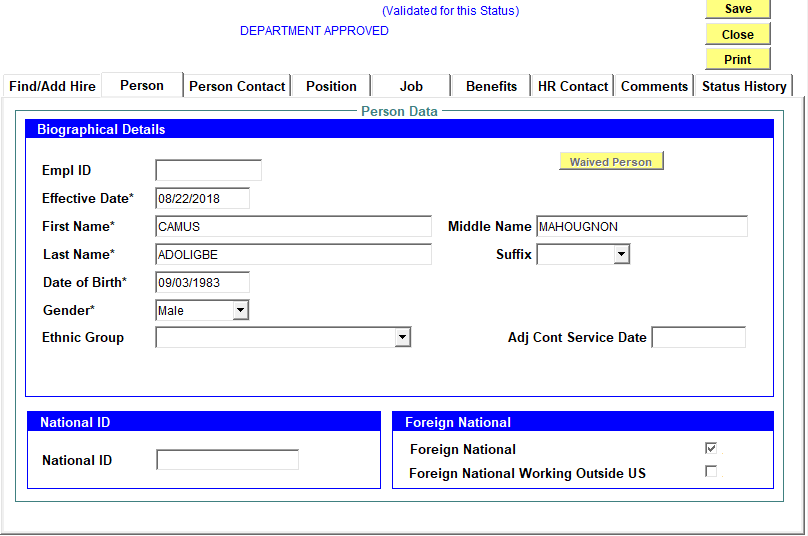 (Validated for this Status)
Save
DEPARTMENT APPROVED
Close
Print
Find/Add Hire Person Person Contact Position Job Benefits HR Contact Comments Status History
Person Data
Biographical Details
Empl ID
Waived Person
Effective Date* 08/22/2018
First Name* CAMUS Middle Name MAHOUGNON
Last Name* ADOLIGBE Suffix
Date of Birth* 09/03/1983
Gender* Male
Ethnic Group Adj Cont Service Date
National ID Foreign National
Foreign National
National ID
Foreign National Working Outside US